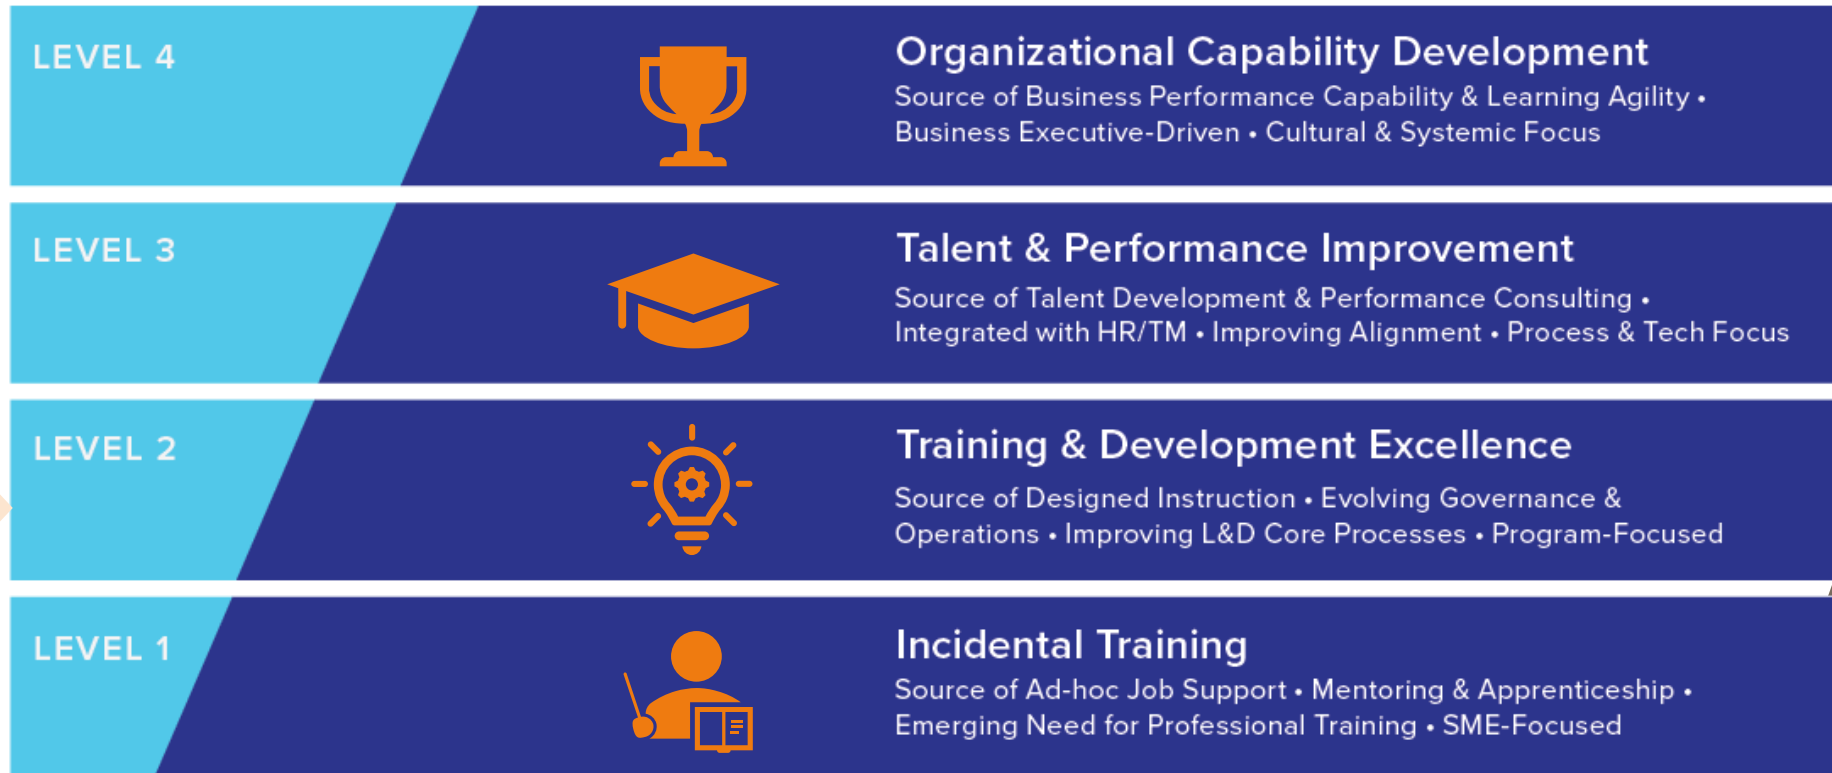 LEVEL 4
Organizational Capability Development
Source of Business Performance Capability & Learning Agility •
Business Executive-Driven • Cultural & Systemic Focus
LEVEL 3
Talent & Performance Improvement
Source of Talent Development & Performance Consulting •
Integrated with HR/TM • Improving Alignment • Process & Tech Focus
LEVEL 2
Training & Development Excellence
Source of Designed Instruction • Evolving Governance &
Operations • Improving L&D Core Processes • Program-Focused
LEVEL 1
Incidental Training
Source of Ad-hoc Job Support • Mentoring & Apprenticeship •
Emerging Need for Professional Training • SME-Focused